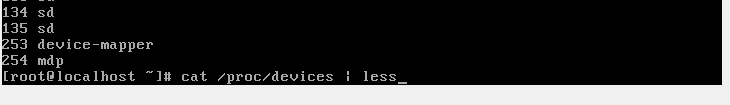 134 sd
135 sd
253 device-mapper
254 mdp
[root@localhost ~]# cat /proc/devices | less_